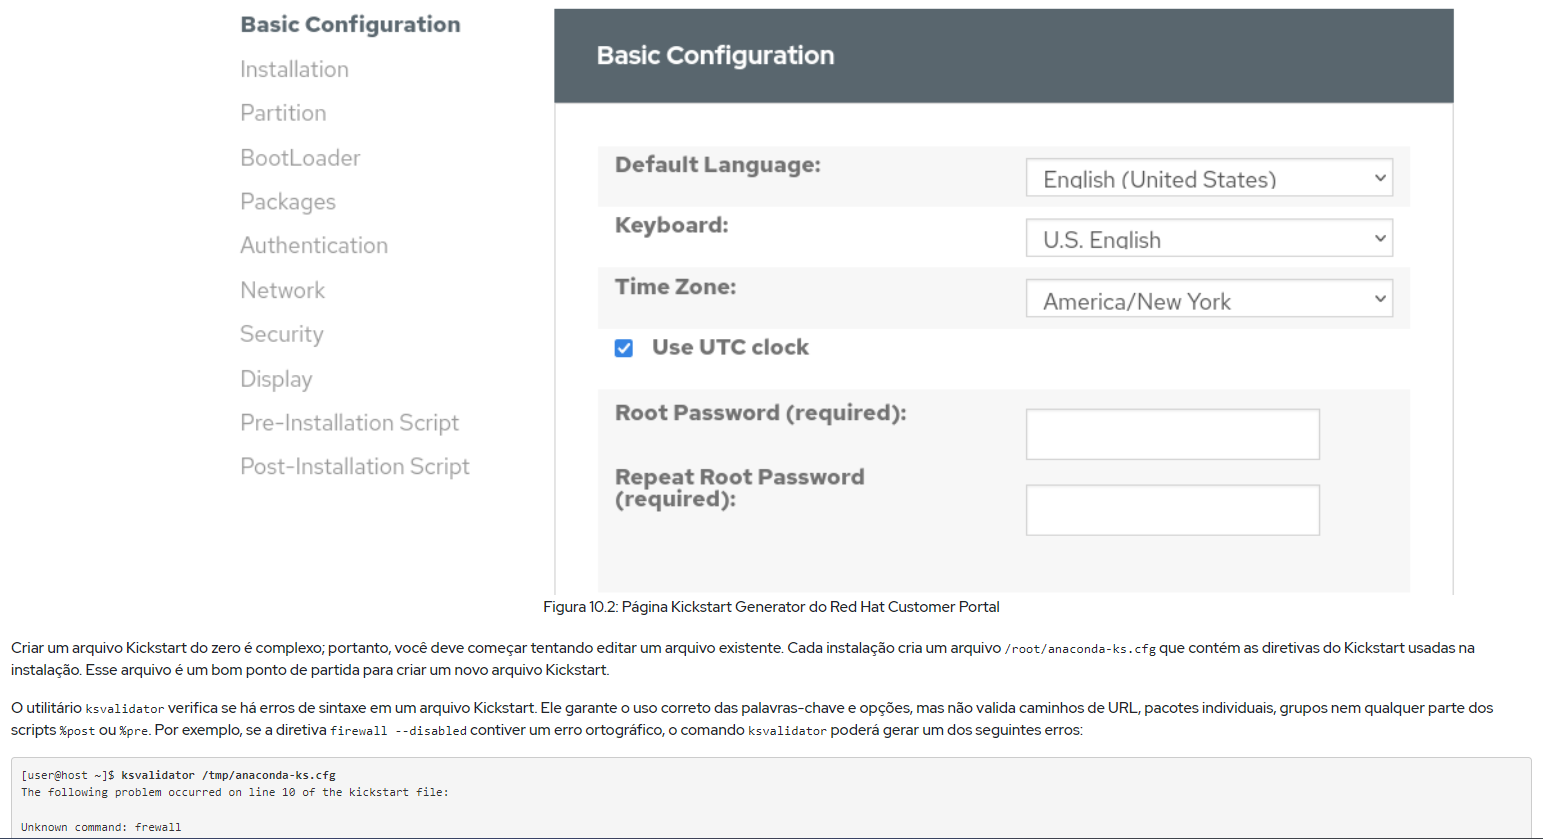 Basic Configuration
Installation
Partition
BootLoader
Packages
Authentication
Network
Security
Display
Pre-Installation Script
Post-Installation Script
Basic Configuration
Default Language:
English (United States)
Keyboard:
U.S. English
Time Zone:
America/New York
Use UTC clock
Root Password (required):
Repeat Root Password
(required):
Figura 10.2: Página Kickstart Generator do Red Hat Customer Portal
Criar um arquivo Kickstart do zero é complexo; portanto, você deve começar tentando editar um arquivo existente. Cada instalação cria um arquivo /root/anaconda-ks.cfg que contém as diretivas do Kickstart usadas na
instalação. Esse arquivo é um bom ponto de partida para criar um novo arquivo Kickstart.
O utilitário ksvalidator verifica se há erros de sintaxe em um arquivo Kickstart. Ele garante o uso correto das palavras-chave e opções, mas não valida caminhos de URL, pacotes individuais, grupos nem qualquer parte dos
scripts %post ou %pre. Por exemplo, se a diretiva firewall --disabled contiver um erro ortográfico, o comando ksvalidator poderá gerar um dos seguintes erros:
[user@host ~]$ ksvalidator /tmp/anaconda-ks.cfg
The following problem occurred on line 10 of the kickstart file:
Unknown command: frewall